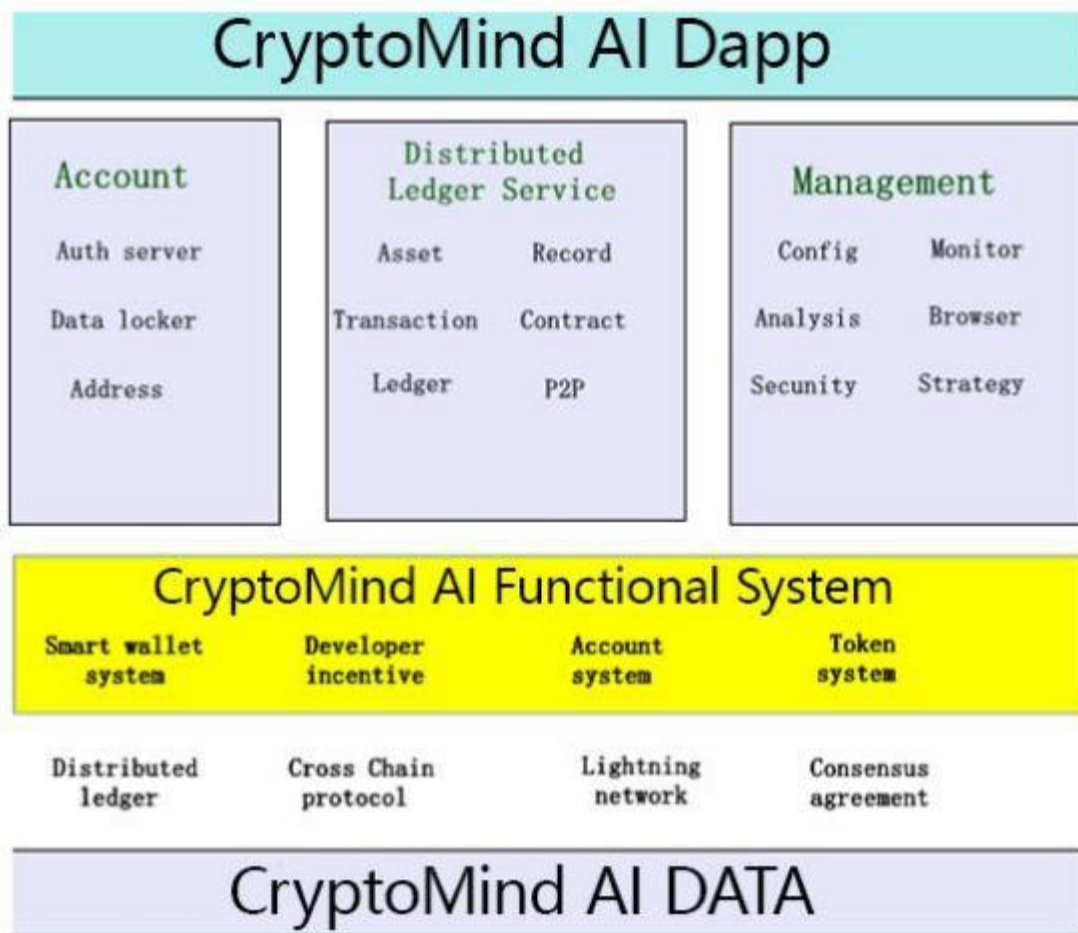 CryptoMind AI Dapp
Account
Auth server
Data locker
Address
Distributed
Ledger Service
Asset Record
Transaction Contract
Ledger P2P
Management
Config Monitor
Analysis Browser
Secunity Strategy
CryptoMind AI Functional System
Smart wallet
system
Developer
incentive
Account
system
Token
system
Distributed
ledger
Cross Chain
protocol
Lightning
network
Consensus
agreement
CryptoMind AI DATA